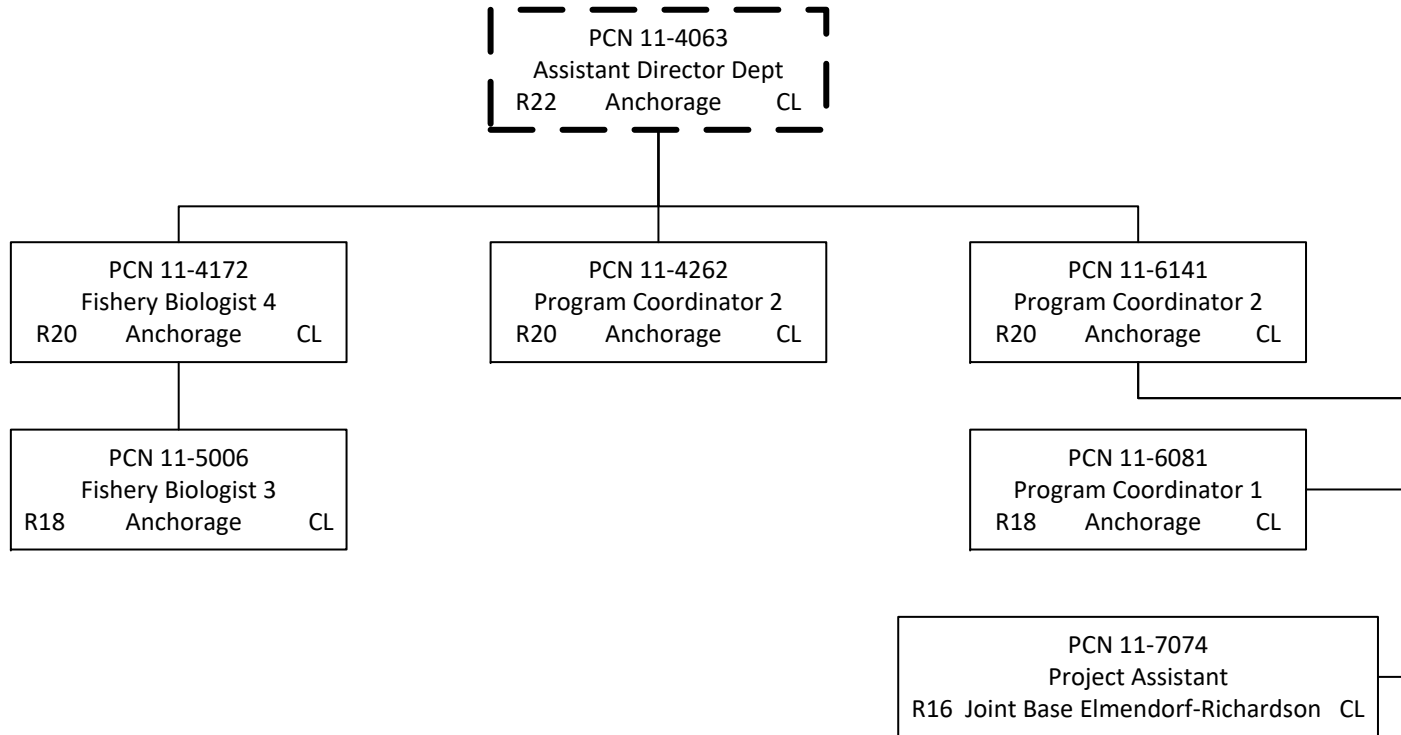 PCN 11-4063
Assistant Director Dept
R22 Anchorage CL
PCN 11-4172
Fishery Biologist 4
R20 Anchorage CL
PCN 11-4262
Program Coordinator 2
R20 Anchorage CL
PCN 11-6141
Program Coordinator 2
R20 Anchorage CL
PCN 11-5006
Fishery Biologist 3
R18 Anchorage CL
PCN 11-6081
Program Coordinator 1
R18 Anchorage CL
PCN 11-7074
Project Assistant
R16 Joint Base Elmendorf-Richardson CL